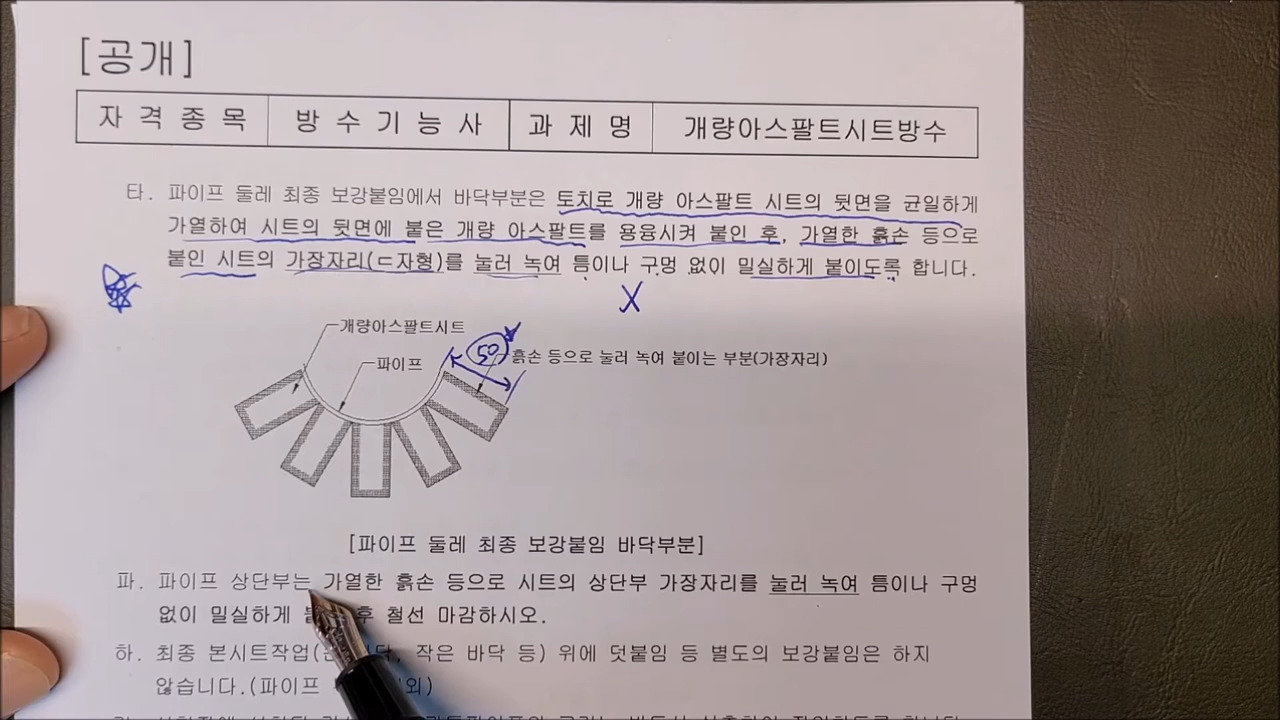 [공개]
자 격 종 목 방 수 기 능 사 과 제 명 개량아스팔트시트방수
타. 파이프 둘레 최종 보강붙임에서 바닥부분은 토치로 개량 아스팔트 시트의 뒷면을 균일하게
가열하여 시트의 뒷면에 붙은 개량 아스팔트를 용융시켜 붙인 후, 가열한 흙손 등으로
붙인 시트의 가장자리(ㄷ자형)를 눌러 녹여 틈이나 구멍 없이 밀실하게 붙이도록 합니다.
X
개량아스팔트시트
파이프
50
흙손 등으로 눌러 녹여 붙이는 부분(가장자리)
[파이프 둘레 최종 보강붙임 바닥부분]
파. 파이프 상단부는 가열한 흙손 등으로 시트의 상단부 가장자리를 눌러 녹여 틈이나 구멍
없이 밀실하게 후 철선 마감하시오.
하. 최종 본시트작업( 작은 바닥 등) 위에 덧붙임 등 별도의 보강붙임은 하지
않습니다.(파이프